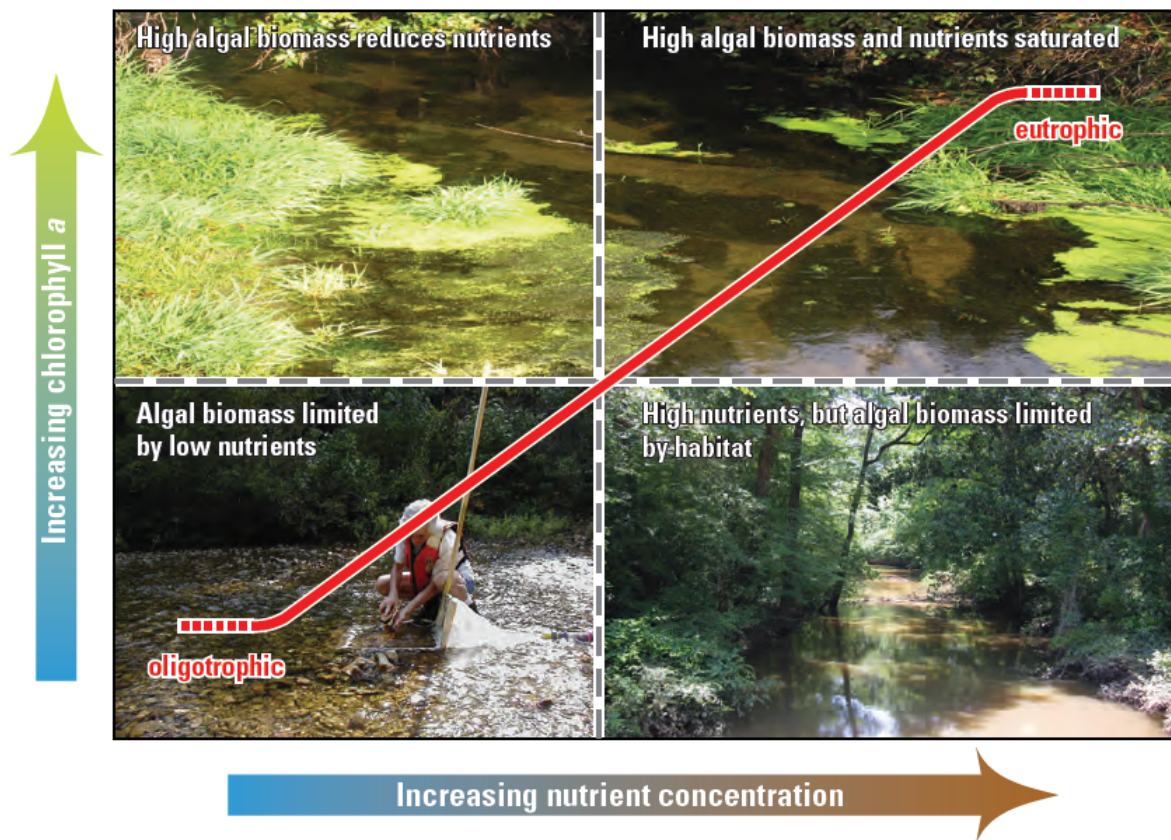 High algal biomass reduces nutrients
High algal biomass and nutrients saturated
eutrophic
Increasing chlorophyll a
Algal biomass limited
by low nutrients
High nutrients, but algal biomass limited
by habitat
oligotrophic
Increasing nutrient concentration